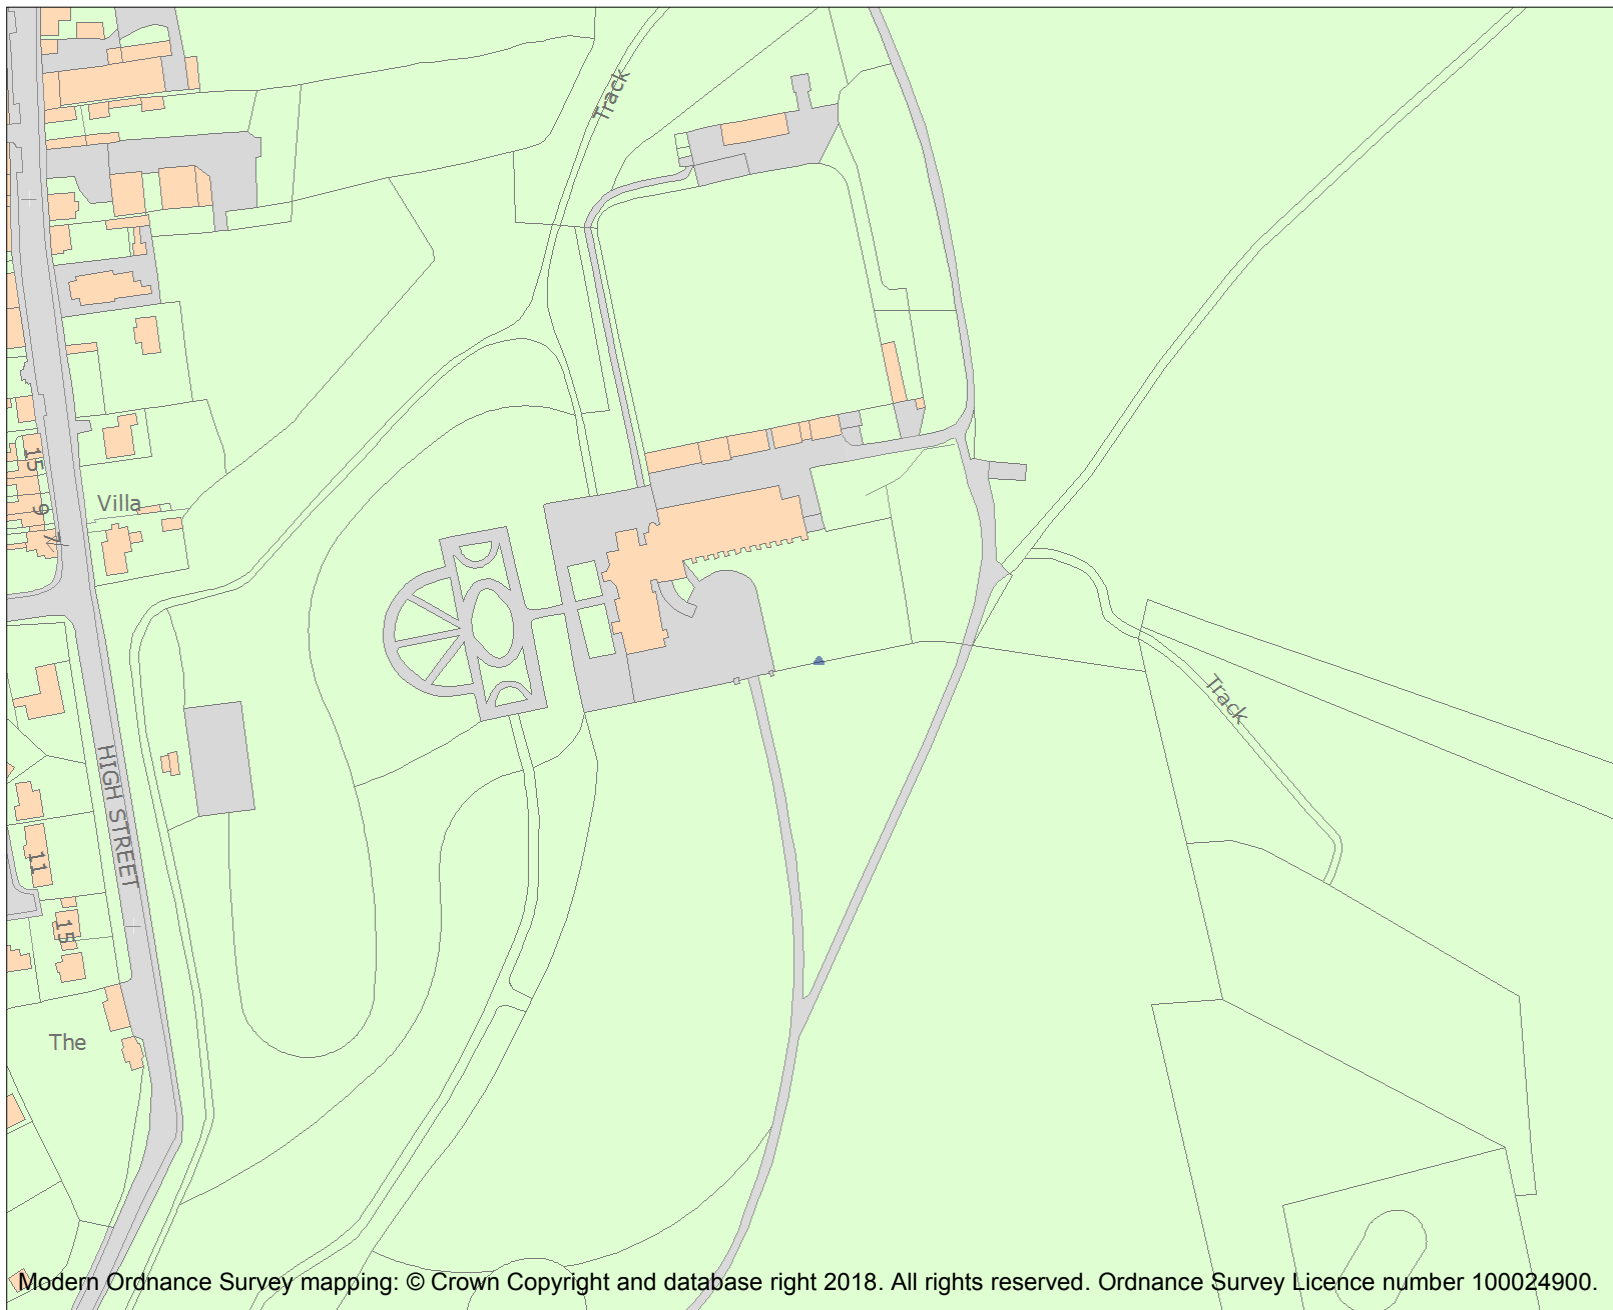 Track
15
9
7
Villa
Track
HIGH STREET
11
15
The
Modern Ordnance Survey mapping: © Crown Copyright and database right 2018. All rights reserved. Ordnance Survey Licence number 100024900.